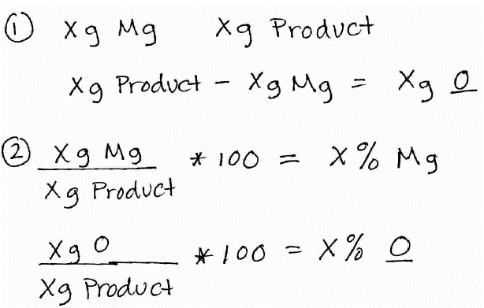 ① Xg Mg Xg Product
Xg Product - Xg Mg = Xg O
② Xg Mg * 100 = X% Mg
Xg Product
Xg O * 100 = X% O
Xg Product